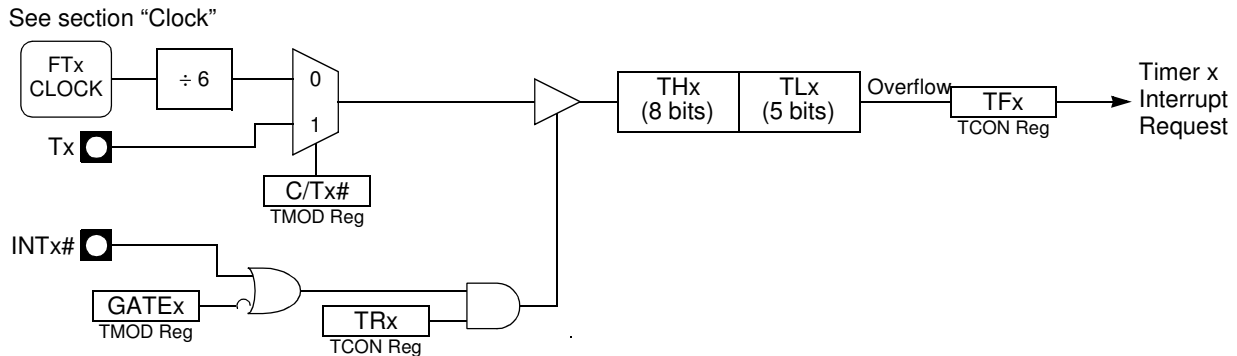 See section “Clock”
FTx
CLOCK
÷ 6
0
1
Tx
C/Tx#
TMOD Reg
THx
(8 bits)
TLx
(5 bits)
Overflow
TFx
TCON Reg
Timer x
Interrupt
Request
INTx#
GATEx
TMOD Reg
TRx
TCON Reg